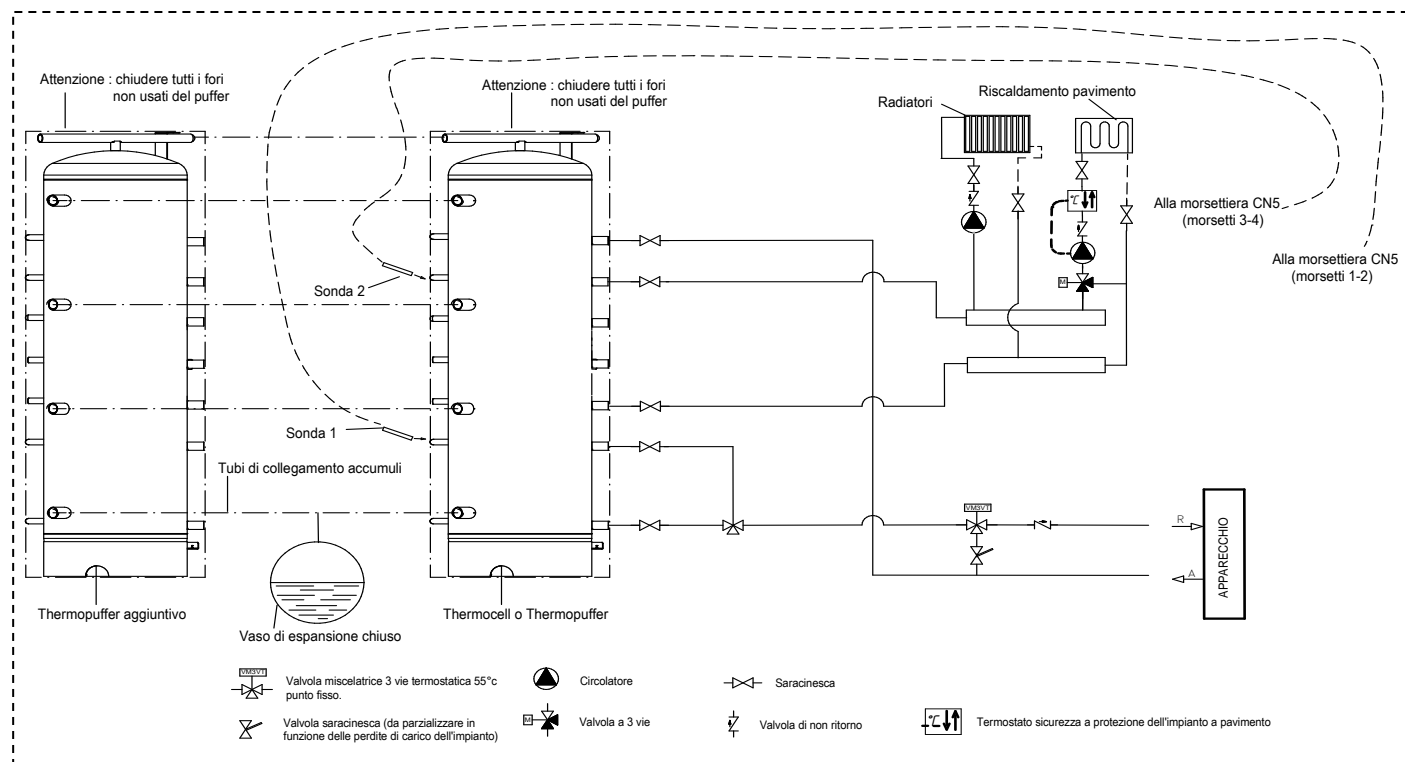 Attenzione : chiudere tutti i fori
non usati del puffer
Attenzione : chiudere tutti i fori
non usati del puffer
Radiatori
Riscaldamento pavimento
°C
Alla morsettiera CN5
(morsetti 3-4)
Alla morsettiera CN5
(morsetti 1-2)
M
Sonda 2
Sonda 1
Tubi di collegamento accumuli
VM3VT
R
A
APPARECCHIO
Thermopuffer aggiuntivo
Vaso di espansione chiuso
Thermocell o Thermopuffer
VM3VT
Valvola miscelatrice 3 vie termostatica 55°c
punto fisso.
Circolatore
Saracinesca
Valvola saracinesca (da parzializzare in
funzione delle perdite di carico dell'impianto)
M
Valvola a 3 vie
Valvola di non ritorno
°C
Termostato sicurezza a protezione dell'impianto a pavimento